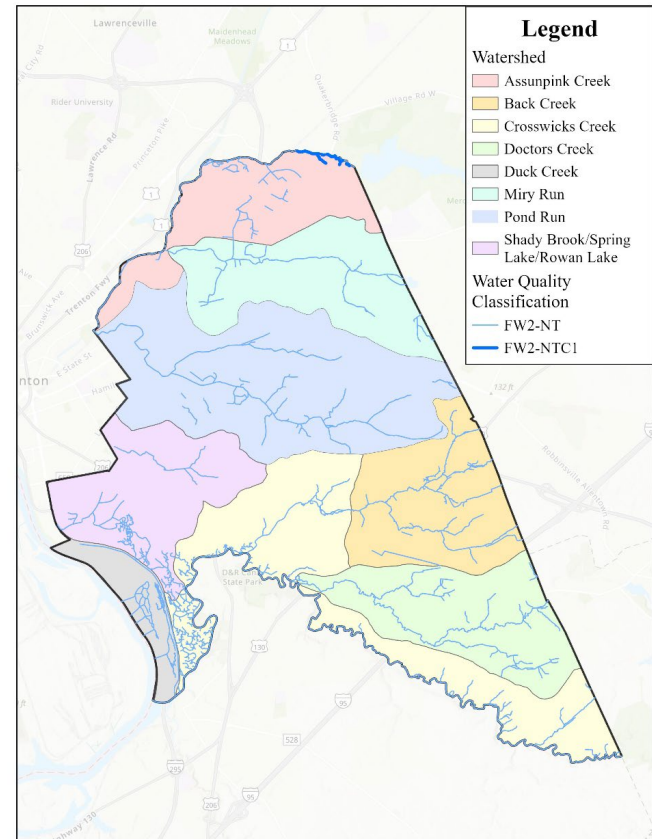 Legend
Watershed
Assunpink Creek
Back Creek
Crosswicks Creek
Doctors Creek
Duck Creek
Miry Run
Pond Run
Shady Brook/Spring
Lake/Rowan Lake
Water Quality
Classification
FW2-NT
FW2-NTC1
Lawrenceville
Maidenhead
Meadows
1
Rider University
Princeton Pike
Quakerbridge Rd
Village Rd W
Lawrence Rd
1
206
1
Trenton Fwy
Brunswick Ave
E State St
nton
132 ft
206
Robbinsville Allentown Rd
State Park
130
95
528
295
206
95
hway 130